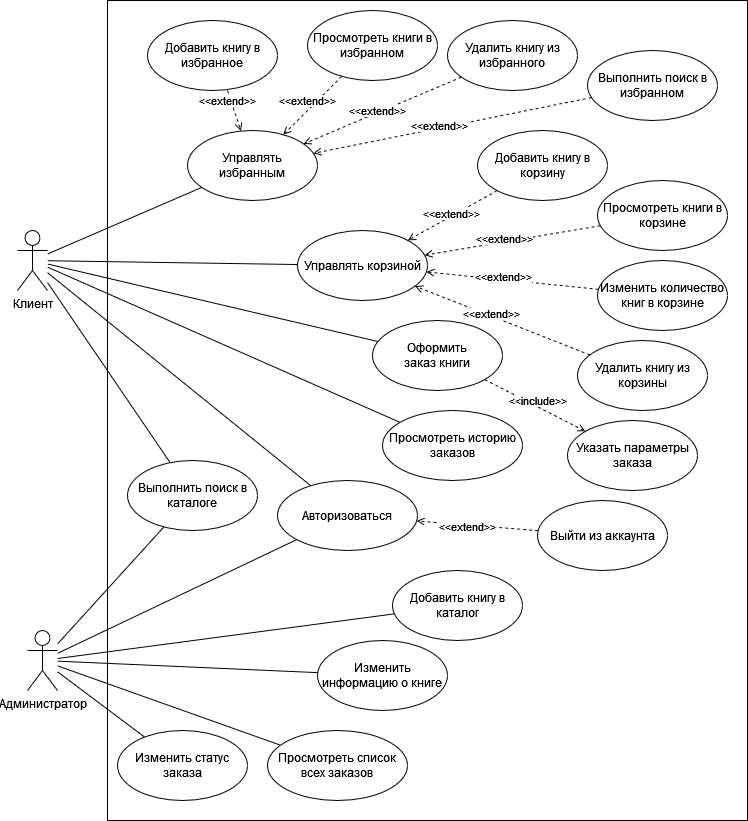 Добавить книгу в
избранное
Просмотреть книги в
избранном
Удалить книгу из
избранного
Выполнить поиск в
избранном
<<extend>>
<<extend>>
<<extend>>
<<extend>>
Управлять
избранным
Добавить книгу в
корзину
<<extend>>
Просмотреть книги в
корзине
<<extend>>
Управлять корзиной
<<extend>>
Изменить количество
книг в корзине
<<extend>>
Клиент
Оформить
заказ книги
Удалить книгу из
корзины
<<include>>
Просмотреть историю
заказов
Указать параметры
заказа
Выполнить поиск в
каталоге
Авторизоваться
<<extend>>
Выйти из аккаунта
Добавить книгу в
каталог
Изменить
информацию о книге
Администратор
Изменить статус
заказа
Просмотреть список
всех заказов